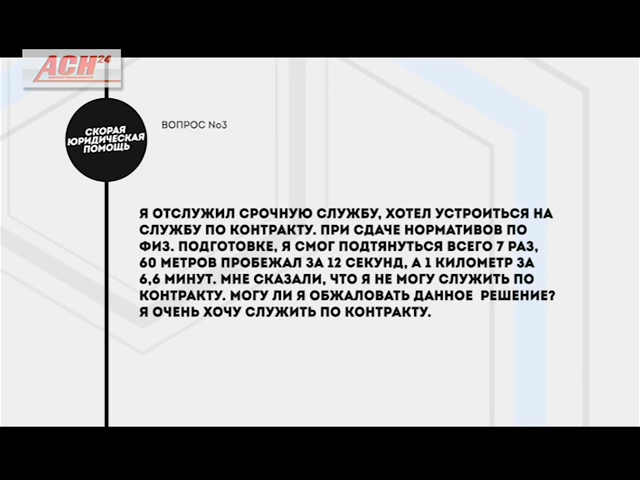 АСН24
СКОРАЯ
ЮРИДИЧЕСКАЯ
ПОМОЩЬ
ВОПРОС №3
Я ОТСЛУЖИЛ СРОЧНУЮ СЛУЖБУ, ХОТЕЛ УСТРОИТЬСЯ НА
СЛУЖБУ ПО КОНТРАКТУ. ПРИ СДАЧЕ НОРМАТИВОВ ПО
ФИЗ. ПОДГОТОВКЕ, Я СМОГ ПОДТЯНУТЬСЯ ВСЕГО 7 РАЗ,
60 МЕТРОВ ПРОБЕЖАЛ ЗА 12 СЕКУНД, А 1 КИЛОМЕТР ЗА
6,6 МИНУТ. МНЕ СКАЗАЛИ, ЧТО Я НЕ МОГУ СЛУЖИТЬ ПО
КОНТРАКТУ. МОГУ ЛИ Я ОБЖАЛОВАТЬ ДАННОЕ РЕШЕНИЕ?
Я ОЧЕНЬ ХОЧУ СЛУЖИТЬ ПО КОНТРАКТУ.